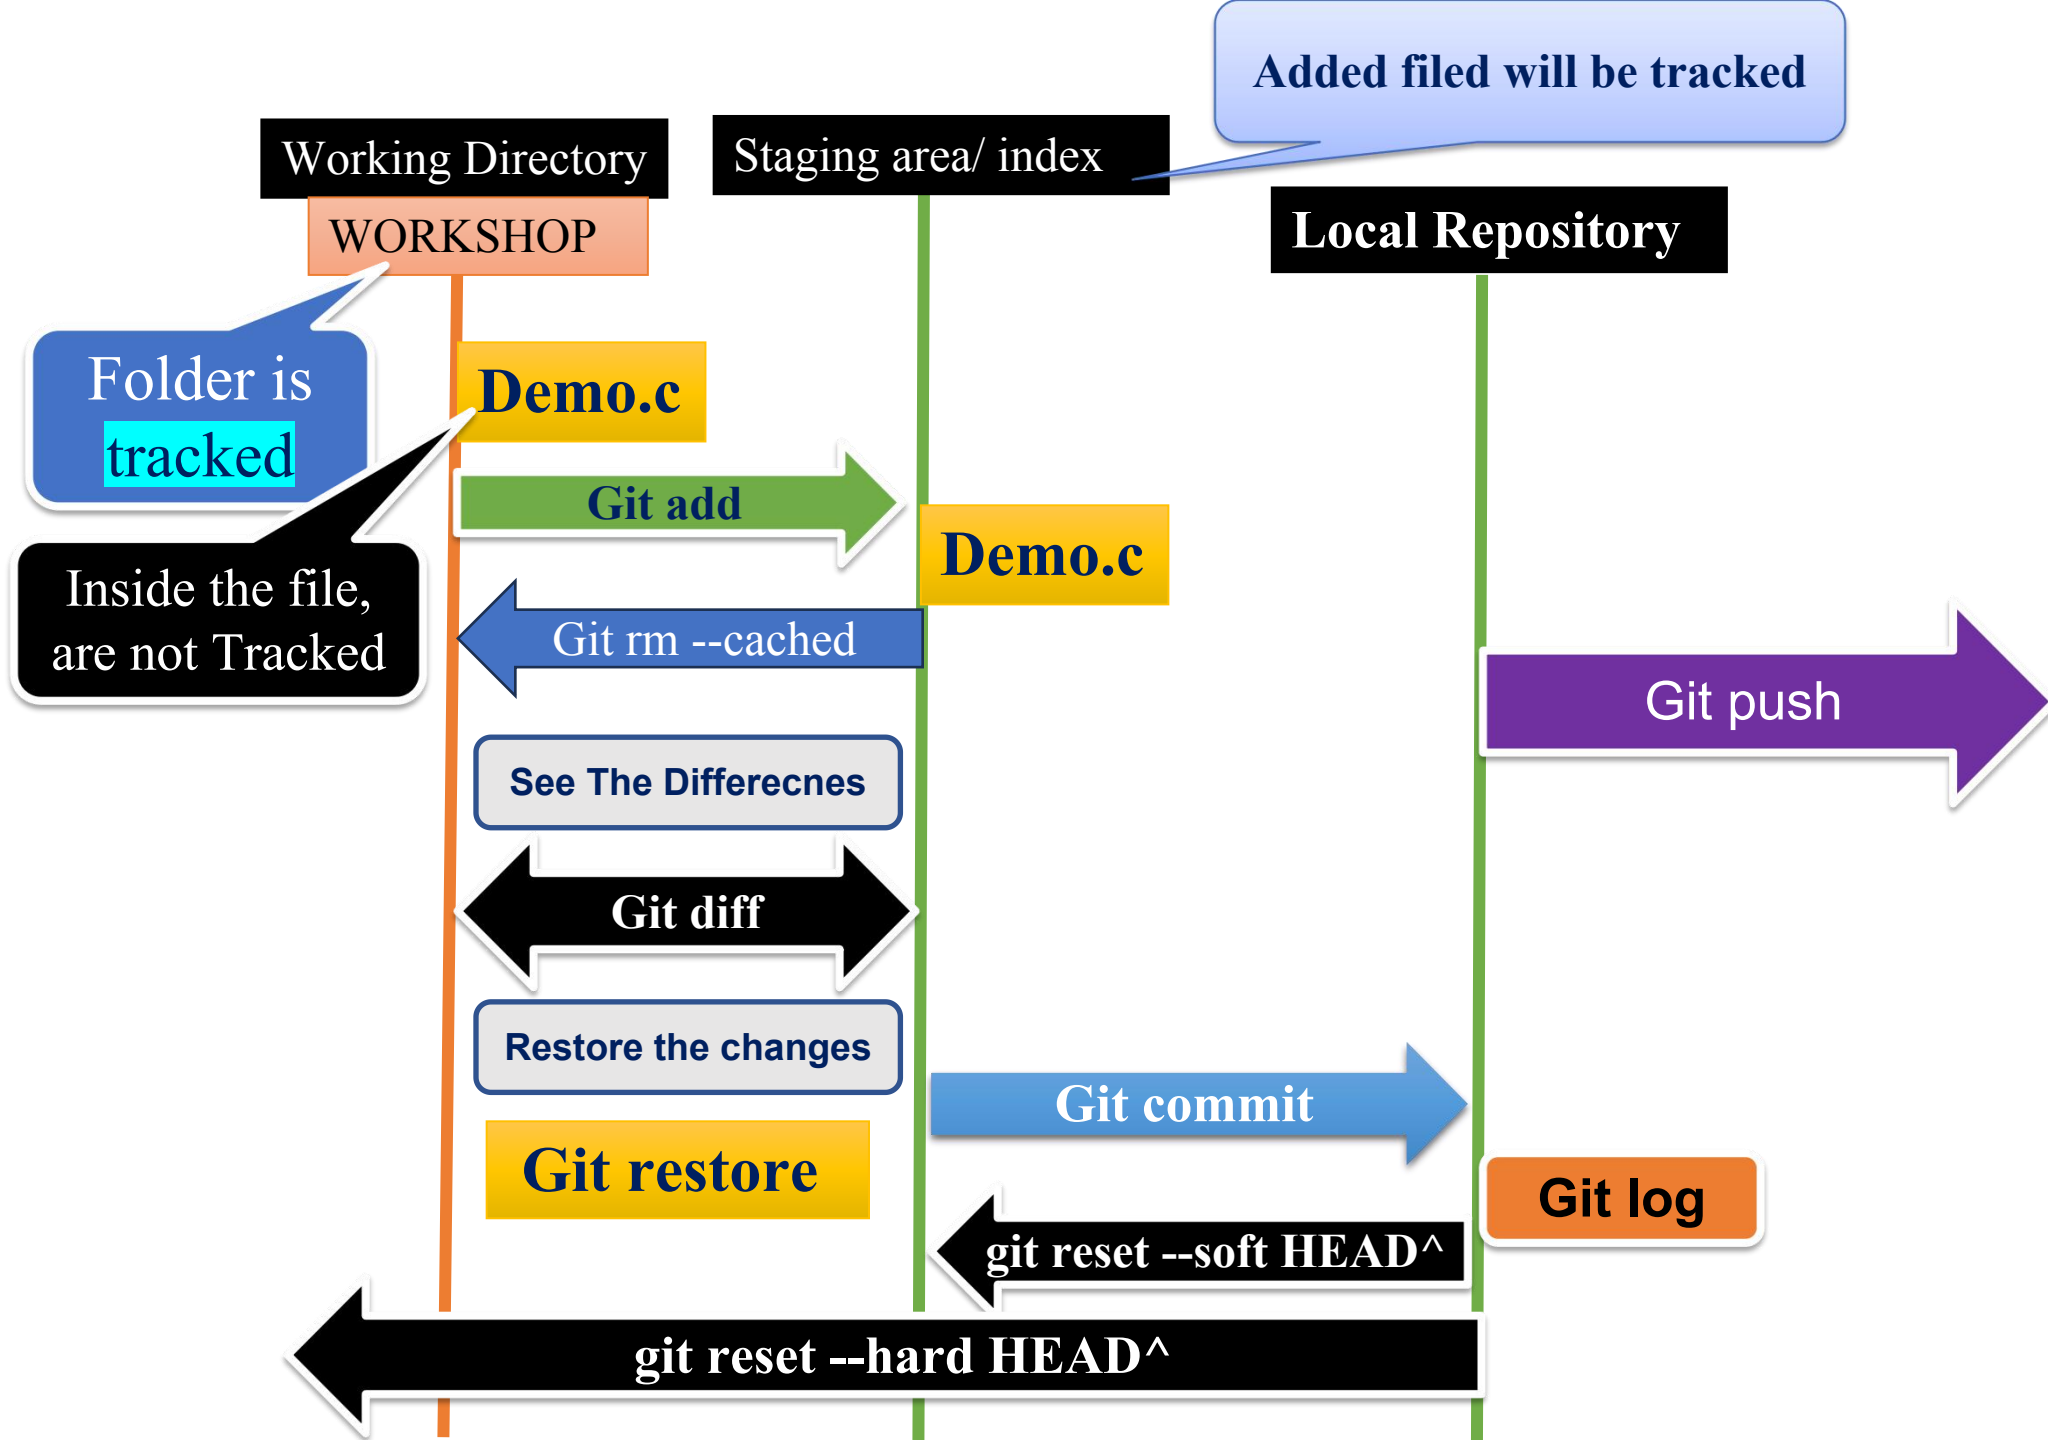 Added filed will be tracked
Working Directory
Staging area/ index
WORKSHOP
Local Repository
Folder is
tracked
Demo.c
Git add
Demo.c
Inside the file,
are not Tracked
Git rm --cached
Git push
See The Differecnes
Git diff
Restore the changes
Git commit
Git restore
Git log
git reset --soft HEAD^
git reset --hard HEAD^